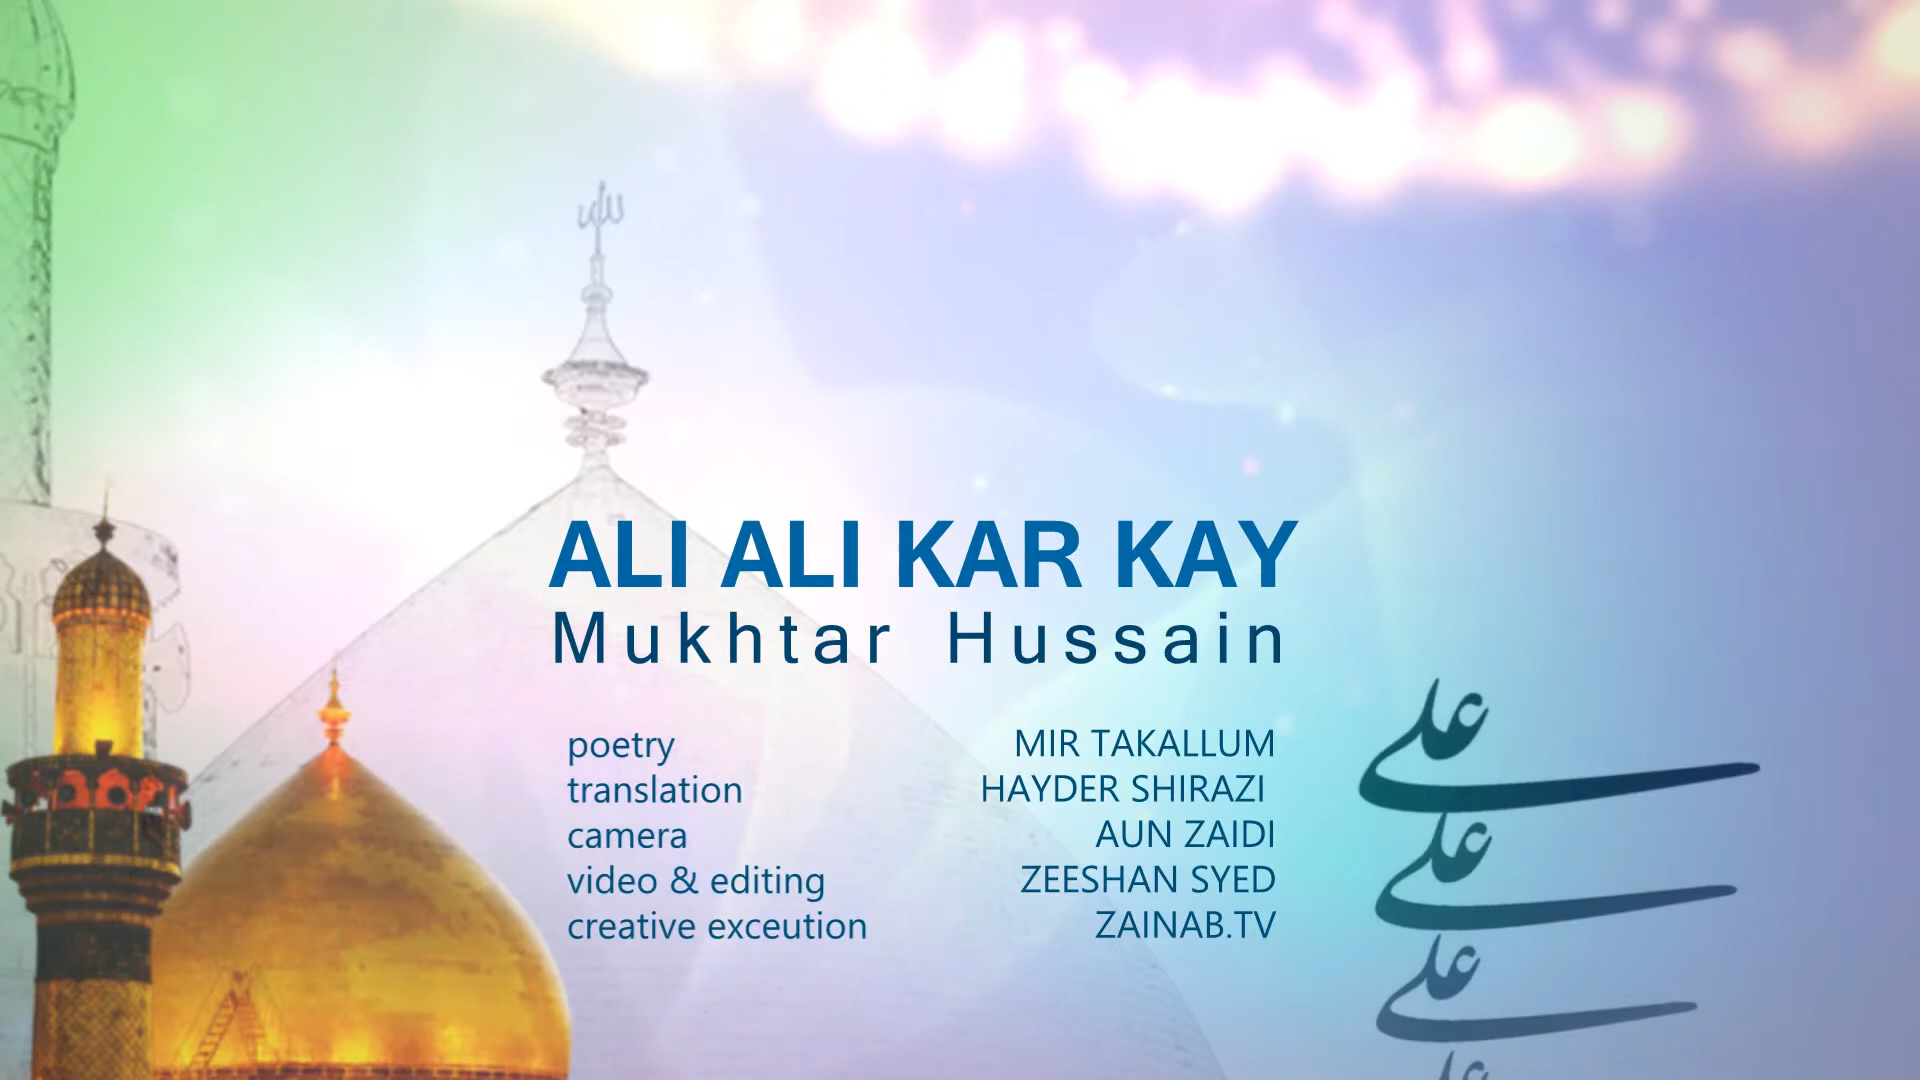 الله
ALI ALI KAR KAY
Mukhtar Hussain
poetry MIR TAKALLUM
translation HAYDER SHIRAZI
camera AUN ZAIDI
video & editing ZEESHAN SYED
creative exceution ZAINAB.TV
علی
علی
علی